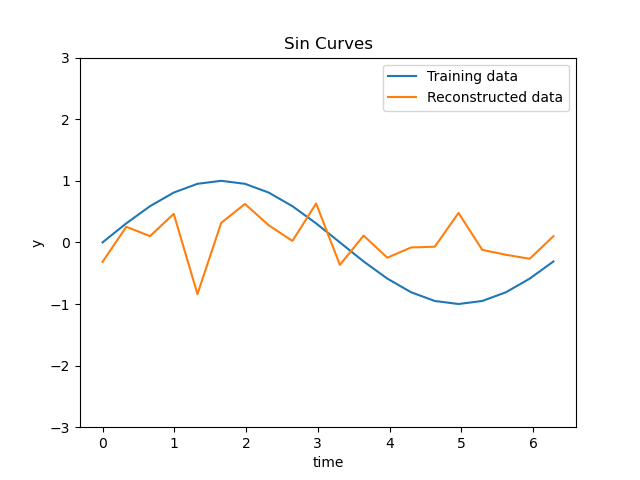 Sin Curves
Training data
Reconstructed data
3
2
1
0
−1
−2
−3
y
0
1
2
3
4
5
6
time